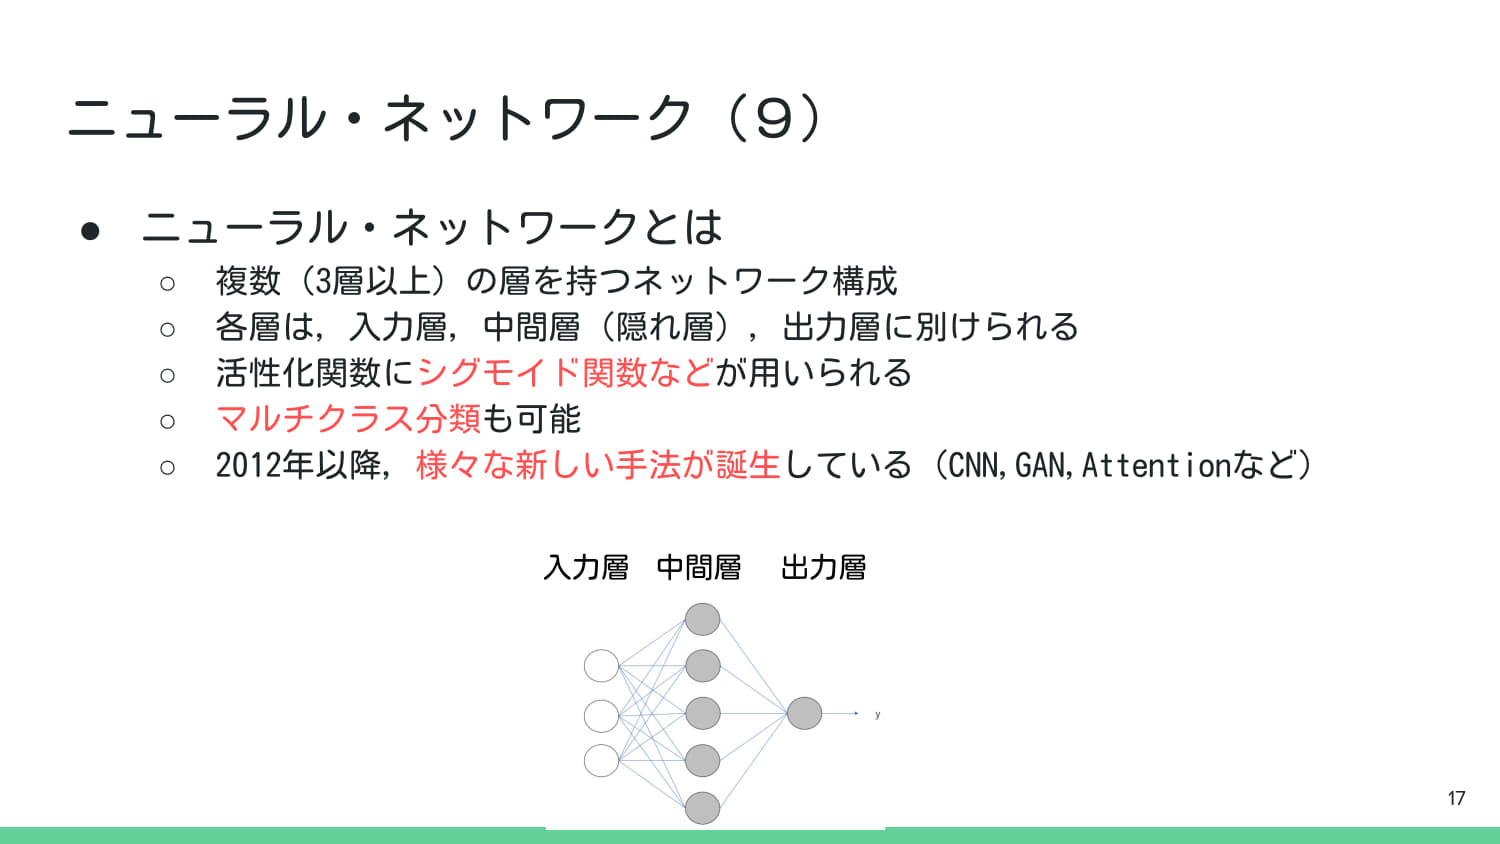 ニューラル・ネットワーク（９）
● ニューラル・ネットワークとは
○ 複数（3層以上）の層を持つネットワーク構成
○ 各層は，入力層，中間層（隠れ層），出力層に別けられる
○ 活性化関数にシグモイド関数などが用いられる
○ マルチクラス分類も可能
○ 2012年以降，様々な新しい手法が誕生している（CNN,GAN,Attentionなど）
入力層 中間層 出力層
y
17